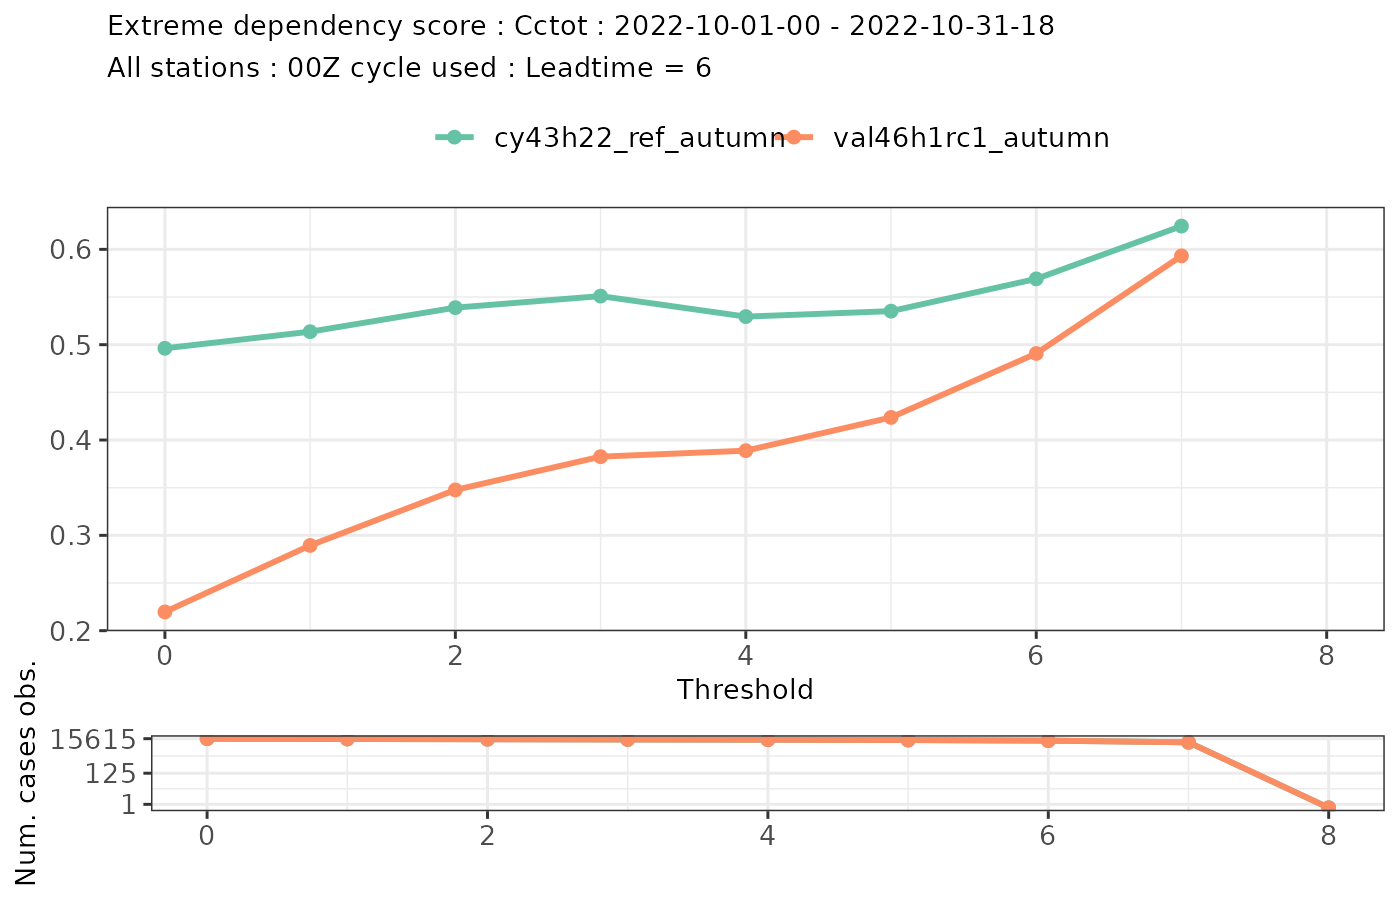 Extreme dependency score : Cctot : 2022-10-01-00 - 2022-10-31-18
All stations : 00Z cycle used : Leadtime = 6
cy43h22_ref_autumn val46h1rc1_autumn
0.6
0.5
0.4
0.3
0.2
0 2 4 6 8
Threshold
Num. cases obs.
15615
125
1
0 2 4 6 8